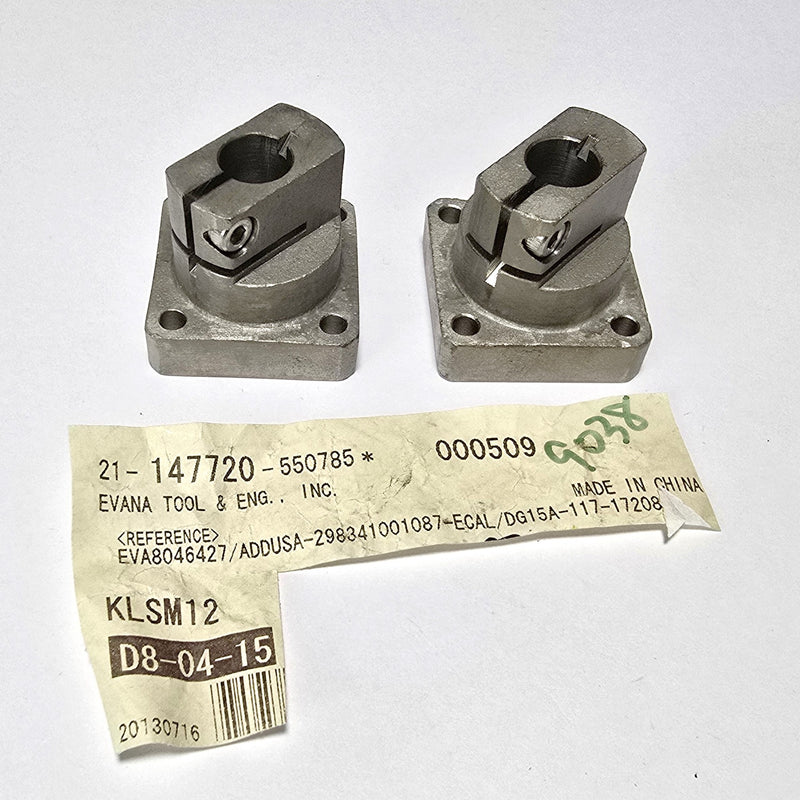 21-147720-550785* 000509 9038
EVANA TOOL & ENG., INC. MADE IN CHINA
<REFERENCE>
EVA8046427/ADDUSA-298341001087-ECAL/DG15A-117-17208
KLSM12
D8-04-15
20130716